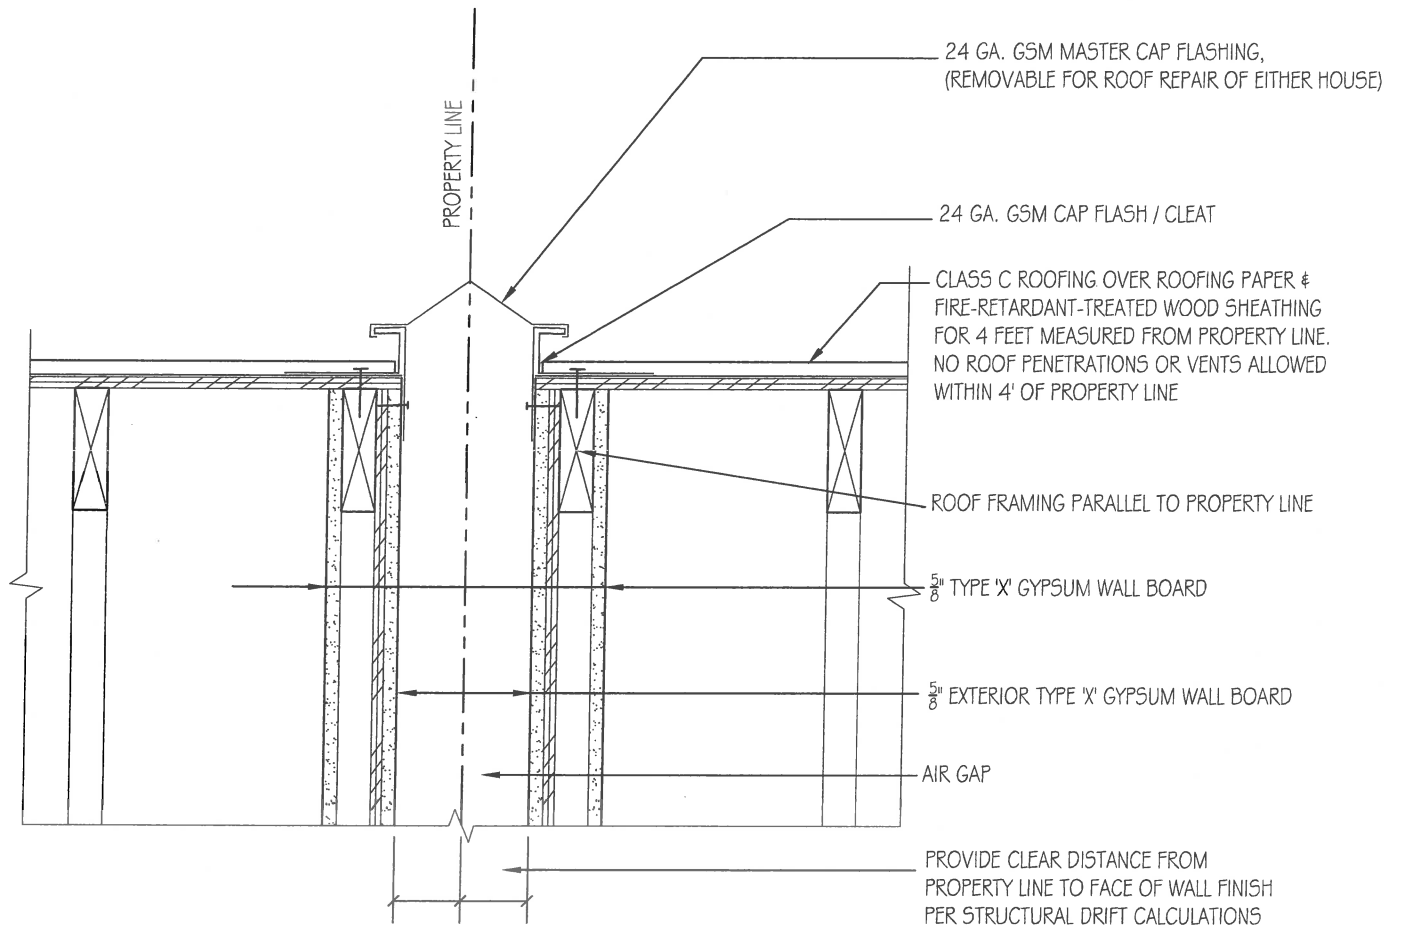 24 GA. GSM MASTER CAP FLASHING,
(REMOVABLE FOR ROOF REPAIR OF EITHER HOUSE)
PROPERTY LINE
24 GA. GSM CAP FLASH / CLEAT
CLASS C ROOFING OVER ROOFING PAPER &
FIRE-RETARDANT-TREATED WOOD SHEATHING
FOR 4 FEET MEASURED FROM PROPERTY LINE.
NO ROOF PENETRATIONS OR VENTS ALLOWED
WITHIN 4' OF PROPERTY LINE
ROOF FRAMING PARALLEL TO PROPERTY LINE
5/8" TYPE 'X' GYPSUM WALL BOARD
5/8" EXTERIOR TYPE 'X' GYPSUM WALL BOARD
AIR GAP
PROVIDE CLEAR DISTANCE FROM
PROPERTY LINE TO FACE OF WALL FINISH
PER STRUCTURAL DRIFT CALCULATIONS